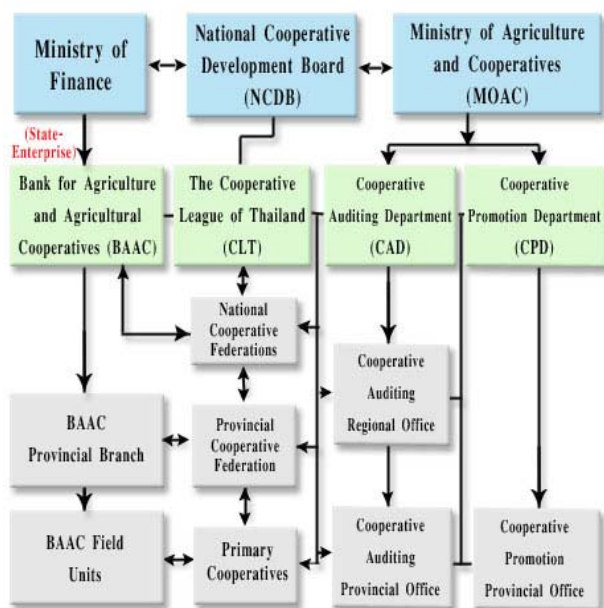 Ministry of
Finance
National Cooperative
Development Board
(NCDB)
Ministry of Agriculture
and Cooperatives
(MOAC)
(State-
Enterprise)
Bank for Agriculture
and Agricultural
Cooperatives (BAAC)
The Cooperative
League of Thailand
(CLT)
Cooperative
Auditing Department
(CAD)
Cooperative
Promotion Department
(CPD)
National
Cooperative
Federations
Cooperative
Auditing
Regional Office
BAAC
Provincial Branch
Provincial
Cooperative
Federation
BAAC Field
Units
Primary
Cooperatives
Cooperative
Auditing
Provincial Office
Cooperative
Promotion
Provincial Office